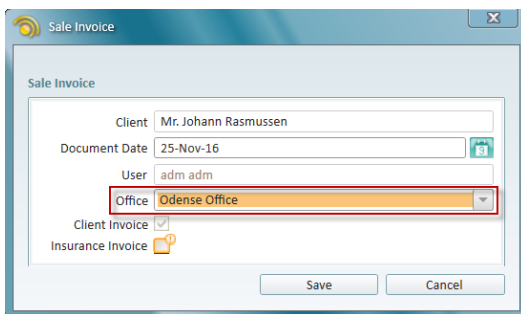 Sale Invoice
Sale Invoice
Client Mr. Johann Rasmussen
Document Date 25-Nov-16
User adm adm
Office Odense Office
Client Invoice
Insurance Invoice
Save Cancel